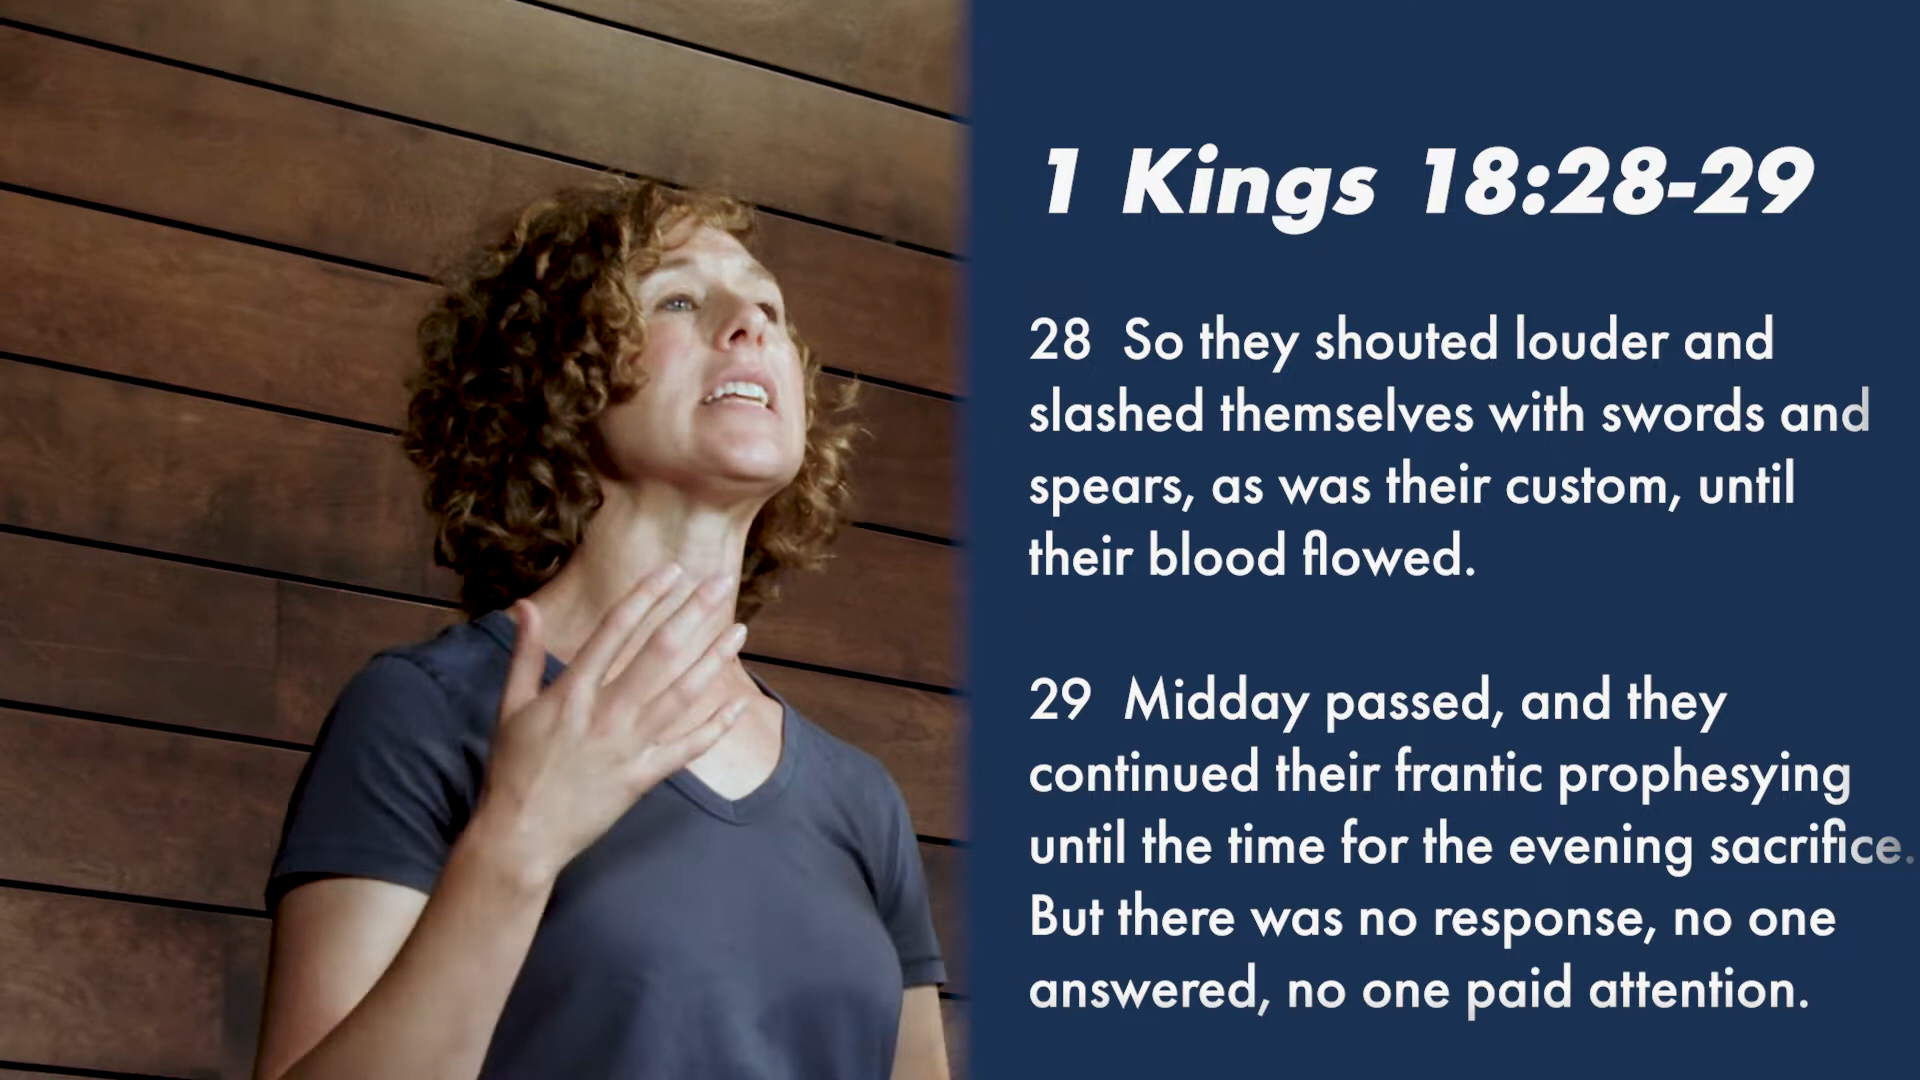 1 Kings 18:28-29
28 So they shouted louder and
slashed themselves with swords and
spears, as was their custom, until
their blood flowed.
29 Midday passed, and they
continued their frantic prophesying
until the time for the evening sacrifice.
But there was no response, no one
answered, no one paid attention.